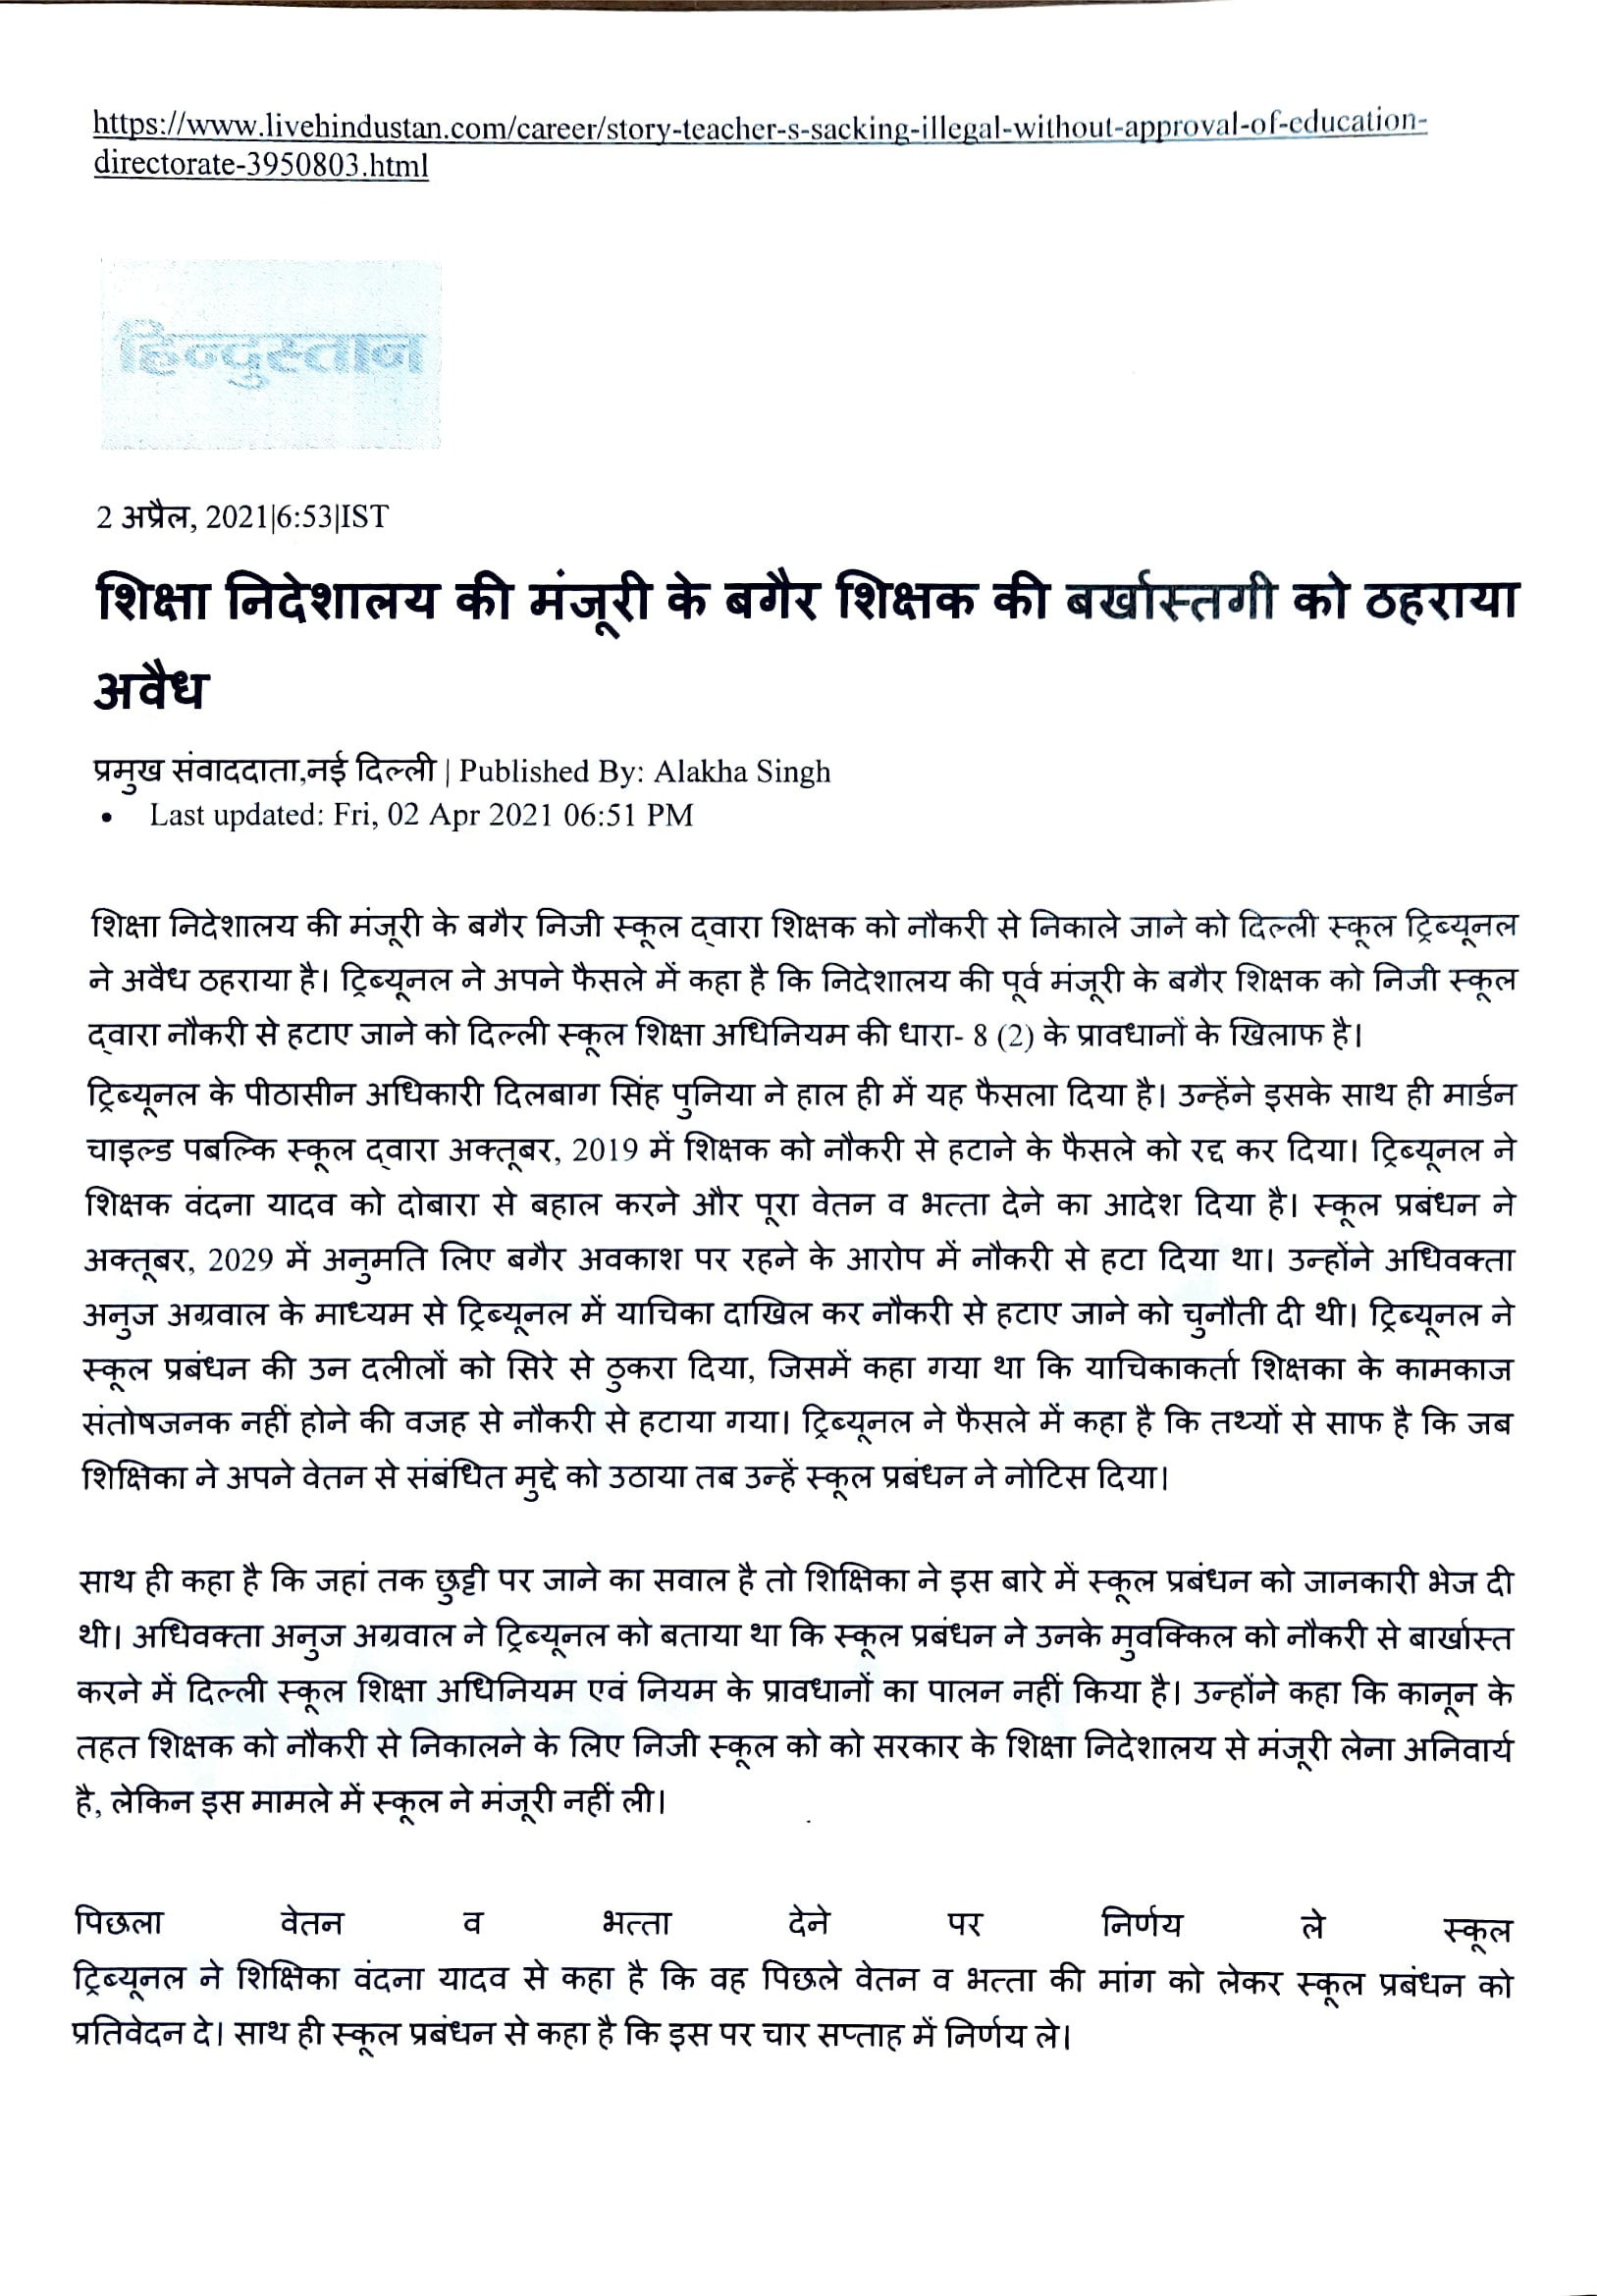 https://www.livehindustan.com/career/story-teacher-s-sacking-illegal-without-approval-of-education-
directorate-3950803.html
हिन्दुस्तान
2 अप्रैल, 2021|6:53|IST
शिक्षा निदेशालय की मंजूरी के बगैर शिक्षक की बर्खास्तगी को ठहराया
अवैध
प्रमुख संवाददाता,नई दिल्ली | Published By: Alakha Singh
• Last updated: Fri, 02 Apr 2021 06:51 PM
शिक्षा निदेशालय की मंजूरी के बगैर निजी स्कूल द्वारा शिक्षक को नौकरी से निकाले जाने को दिल्ली स्कूल ट्रिब्यूनल
ने अवैध ठहराया है। ट्रिब्यूनल ने अपने फैसले में कहा है कि निदेशालय की पूर्व मंजूरी के बगैर शिक्षक को निजी स्कूल
द्वारा नौकरी से हटाए जाने को दिल्ली स्कूल शिक्षा अधिनियम की धारा- 8 (2) के प्रावधानों के खिलाफ है।
ट्रिब्यूनल के पीठासीन अधिकारी दिलबाग सिंह पुनिया ने हाल ही में यह फैसला दिया है। उन्हेंने इसके साथ ही मार्डन
चाइल्ड पबल्कि स्कूल द्वारा अक्तूबर, 2019 में शिक्षक को नौकरी से हटाने के फैसले को रद्द कर दिया। ट्रिब्यूनल ने
शिक्षक वंदना यादव को दोबारा से बहाल करने और पूरा वेतन व भत्ता देने का आदेश दिया है। स्कूल प्रबंधन ने
अक्तूबर, 2029 में अनुमति लिए बगैर अवकाश पर रहने के आरोप में नौकरी से हटा दिया था। उन्होंने अधिवक्ता
अनुज अग्रवाल के माध्यम से ट्रिब्यूनल में याचिका दाखिल कर नौकरी से हटाए जाने को चुनौती दी थी। ट्रिब्यूनल ने
स्कूल प्रबंधन की उन दलीलों को सिरे से ठुकरा दिया, जिसमें कहा गया था कि याचिकाकर्ता शिक्षका के कामकाज
संतोषजनक नहीं होने की वजह से नौकरी से हटाया गया। ट्रिब्यूनल ने फैसले में कहा है कि तथ्यों से साफ है कि जब
शिक्षिका ने अपने वेतन से संबंधित मुद्दे को उठाया तब उन्हें स्कूल प्रबंधन ने नोटिस दिया।
साथ ही कहा है कि जहां तक छुट्टी पर जाने का सवाल है तो शिक्षिका ने इस बारे में स्कूल प्रबंधन को जानकारी भेज दी
थी। अधिवक्ता अनुज अग्रवाल ने ट्रिब्यूनल को बताया था कि स्कूल प्रबंधन ने उनके मुवक्किल को नौकरी से बार्खास्त
करने में दिल्ली स्कूल शिक्षा अधिनियम एवं नियम के प्रावधानों का पालन नहीं किया है। उन्होंने कहा कि कानून के
तहत शिक्षक को नौकरी से निकालने के लिए निजी स्कूल को को सरकार के शिक्षा निदेशालय से मंजूरी लेना अनिवार्य
है, लेकिन इस मामले में स्कूल ने मंजूरी नहीं ली।
पिछला वेतन व भत्ता देने पर निर्णय ले स्कूल
ट्रिब्यूनल ने शिक्षिका वंदना यादव से कहा है कि वह पिछले वेतन व भत्ता की मांग को लेकर स्कूल प्रबंधन को
प्रतिवेदन दे। साथ ही स्कूल प्रबंधन से कहा है कि इस पर चार सप्ताह में निर्णय ले।